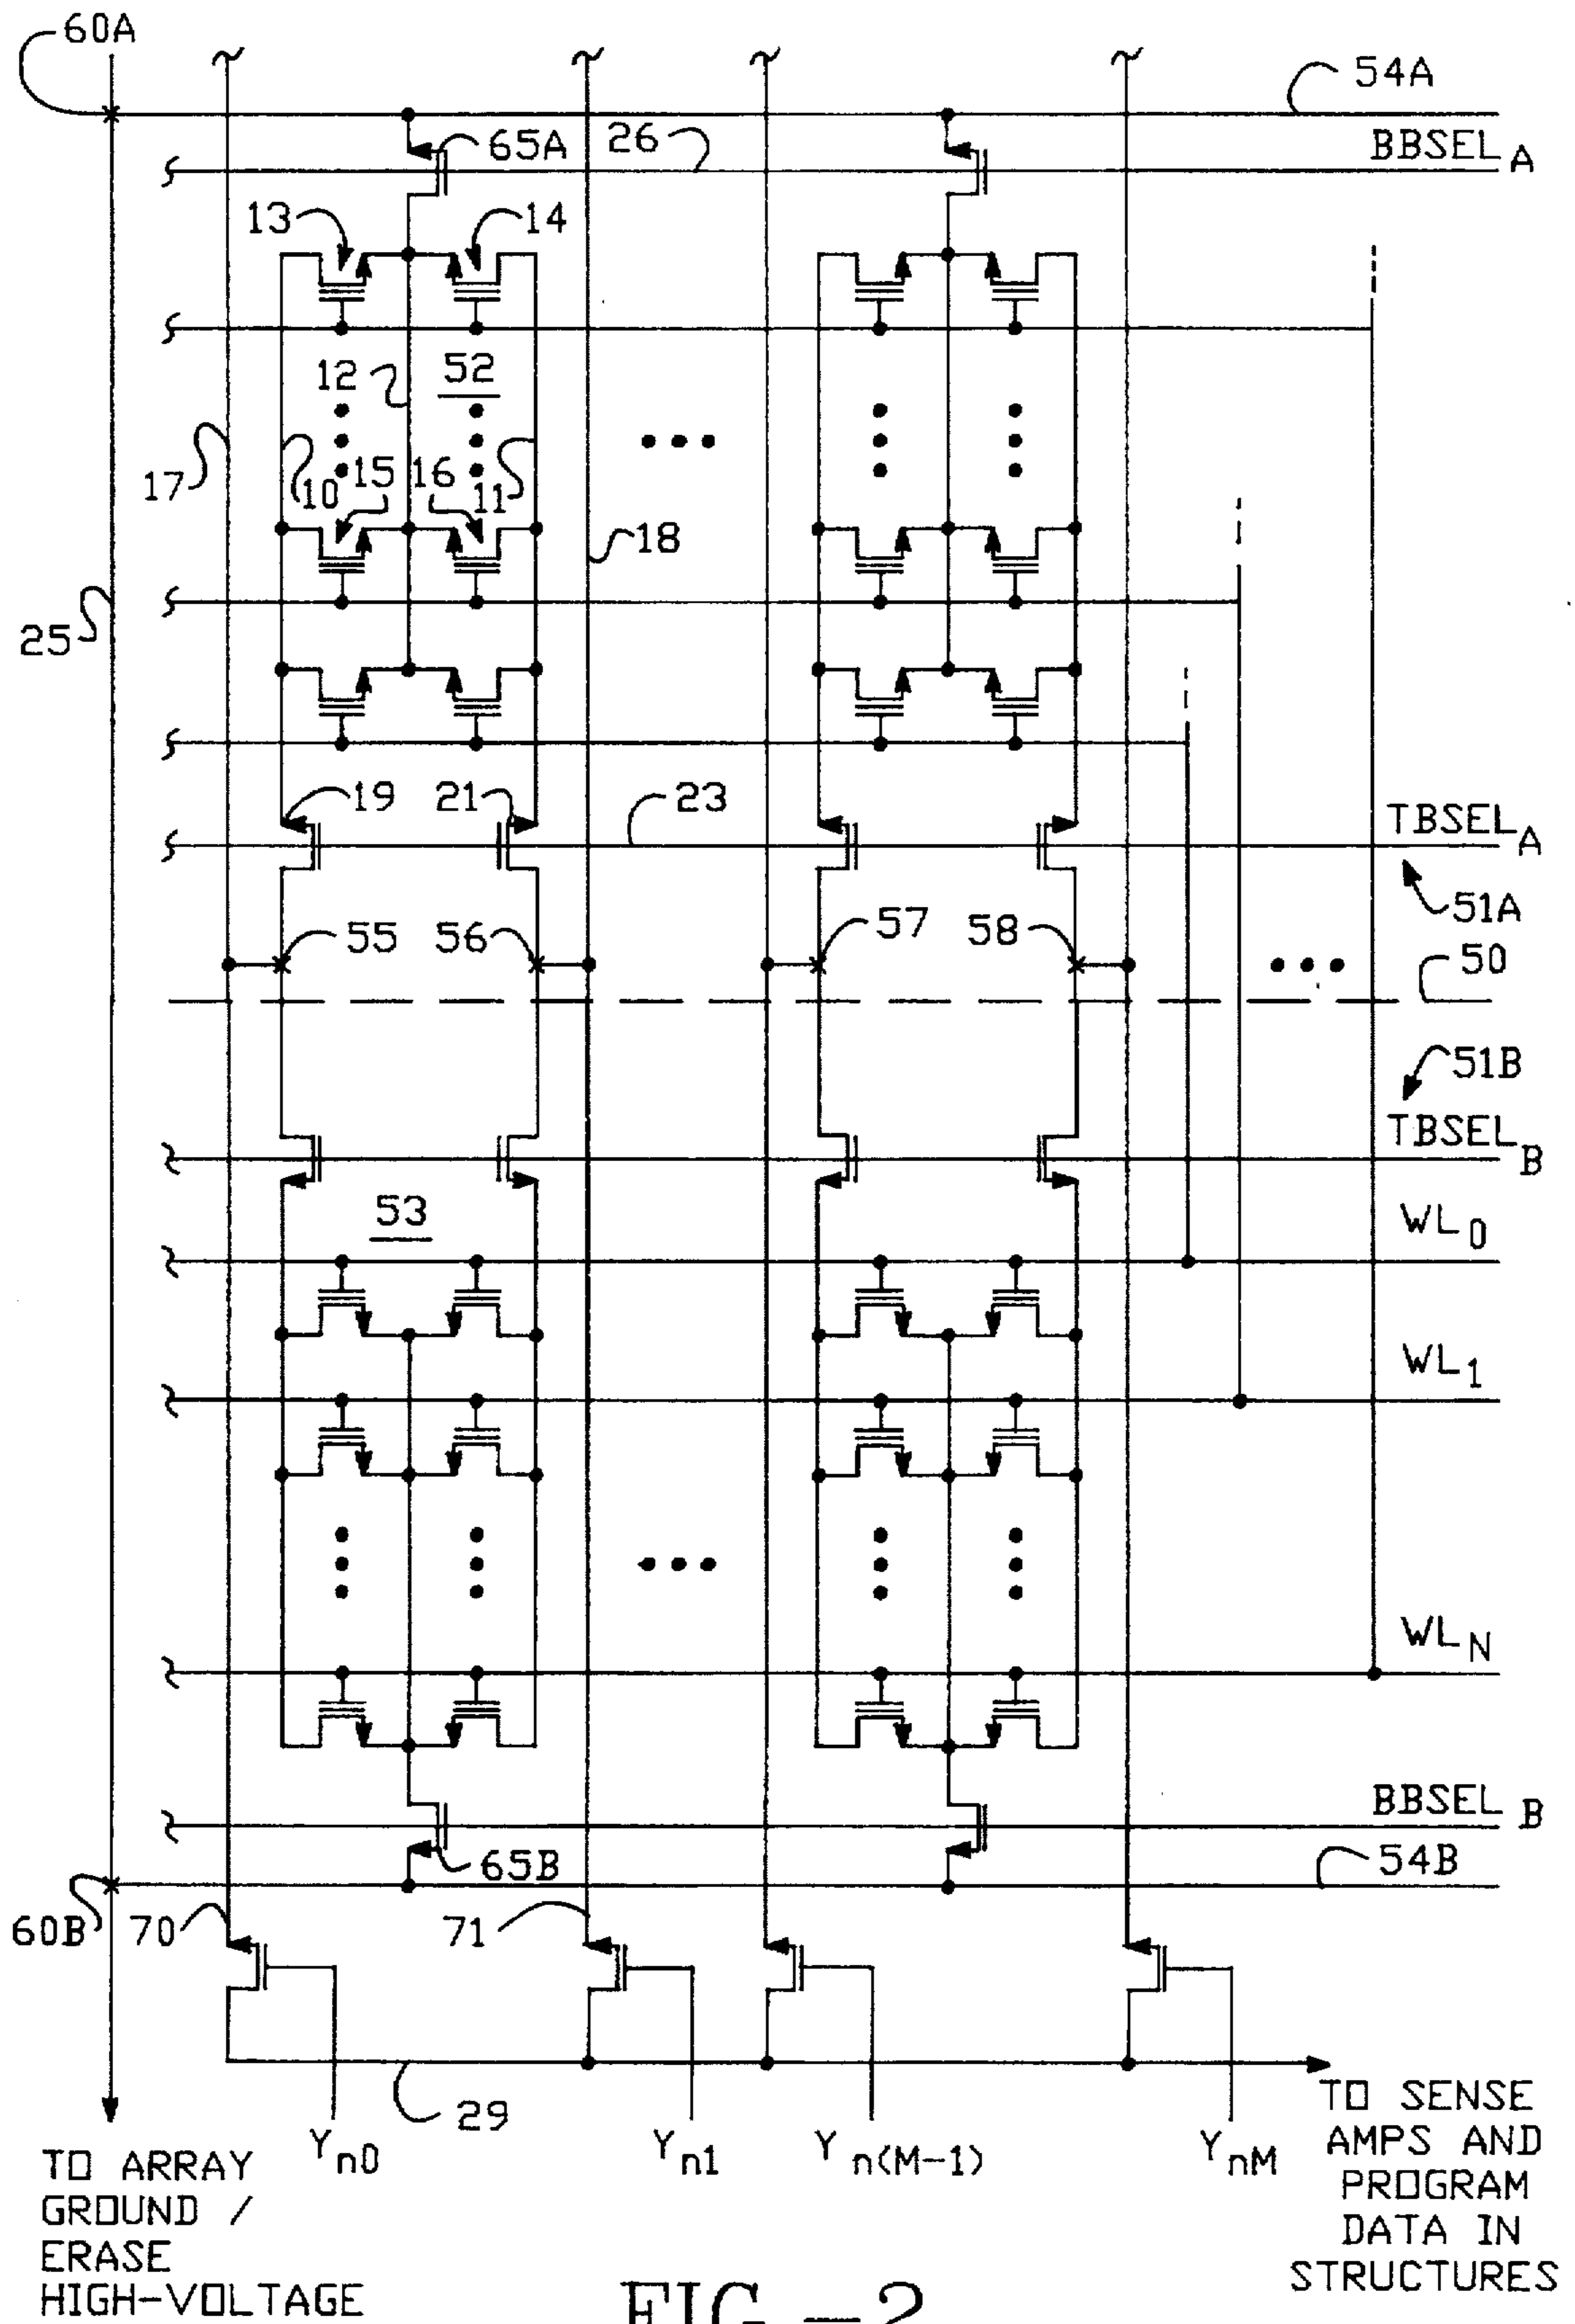 60A
54A
65A
26
BBSEL A
13
14
12
52
17
10
15
16
11
18
25
19
21
23
TBSEL A
51A
55
56
57
58
50
51B
TBSEL B
53
WL 0
WL 1
WL N
BBSEL B
65B
54B
60B
70
71
29
Y n0
Y n1
Y n(M-1)
Y nM
TO ARRAY
GROUND /
ERASE
HIGH-VOLTAGE
TO SENSE
AMPS AND
PROGRAM
DATA IN
STRUCTURES
FIG.-2